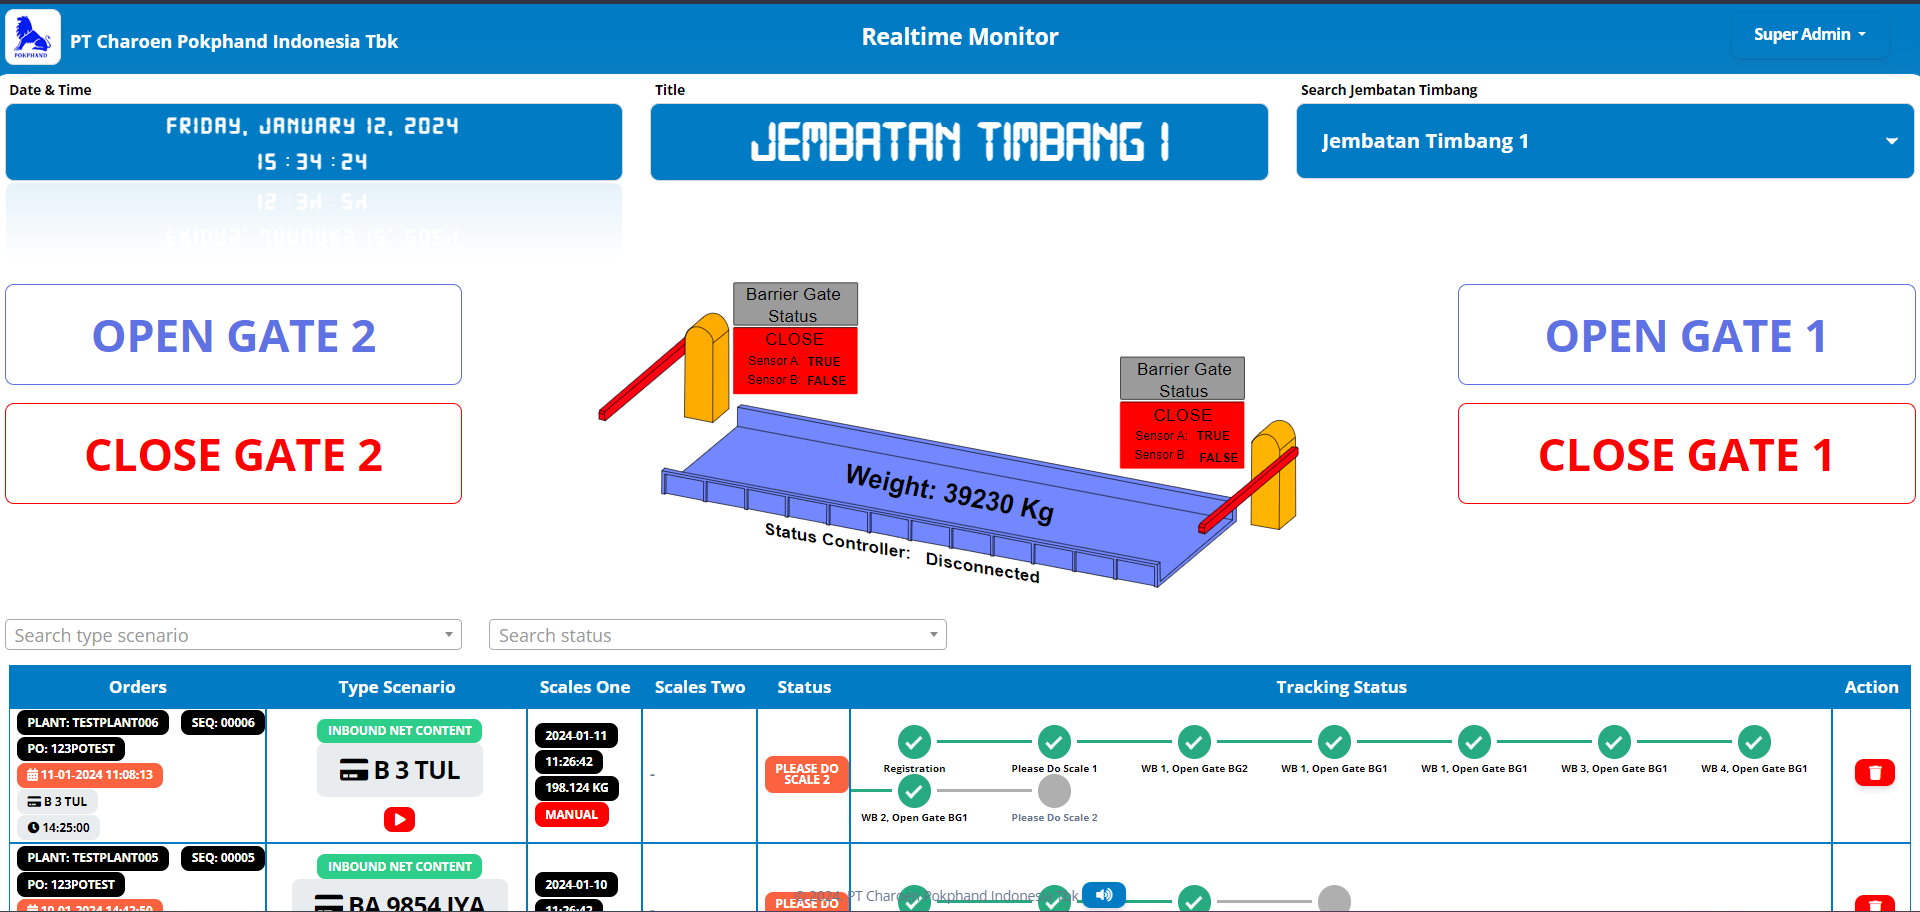 POKPHAND
PT Charoen Pokphand Indonesia Tbk
Realtime Monitor
Super Admin
Date & Time
Title
Search Jembatan Timbang
FRIDAY, JANUARY 12, 2024
15 : 34 : 24
JEMBATAN TIMBANG 1
Jembatan Timbang 1
OPEN GATE 2
CLOSE GATE 2
Barrier Gate
Status
CLOSE
Sensor A: TRUE
Sensor B: FALSE
Barrier Gate
Status
CLOSE
Sensor A: TRUE
Sensor B: FALSE
Weight: 39230 Kg
Status Controller: Disconnected
OPEN GATE 1
CLOSE GATE 1
Search type scenario
Search status
Orders
Type Scenario
Scales One
Scales Two
Status
Tracking Status
Action
PLANT: TESTPLANT006
SEQ: 00006
PO: 123POTEST
11-01-2024 11:08:13
B 3 TUL
14:25:00
INBOUND NET CONTENT
B 3 TUL
2024-01-11
11:26:42
198.124 KG
MANUAL
-
PLEASE DO
SCALE 2
Registration
Please Do Scale 1
WB 1, Open Gate BG2
WB 1, Open Gate BG1
WB 1, Open Gate BG1
WB 3, Open Gate BG1
WB 4, Open Gate BG1
WB 2, Open Gate BG1
Please Do Scale 2
PLANT: TESTPLANT005
SEQ: 00005
PO: 123POTEST
10-01-2024 14:42:50
INBOUND NET CONTENT
BA 9854 IYA
2024-01-10
11:26:42
-
PLEASE DO
© 2024, PT Charoen Pokphand Indonesia Tbk